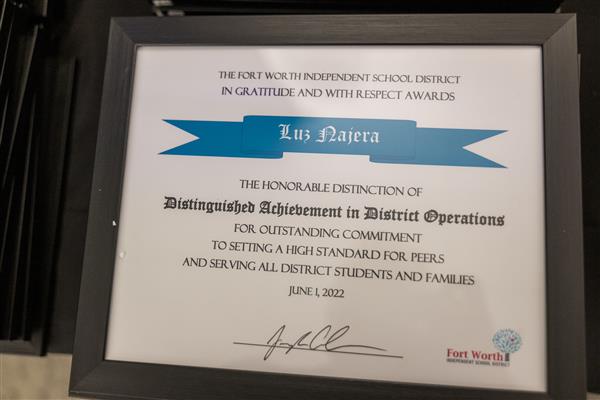 THE FORT WORTH INDEPENDENT SCHOOL DISTRICT
IN GRATITUDE AND WITH RESPECT AWARDS
Luz Najera
THE HONORABLE DISTINCTION OF
Distinguished Achievement in District Operations
FOR OUTSTANDING COMMITMENT
TO SETTING A HIGH STANDARD FOR PEERS
AND SERVING ALL DISTRICT STUDENTS AND FAMILIES
JUNE 1, 2022
Fort Worth
INDEPENDENT SCHOOL DISTRICT